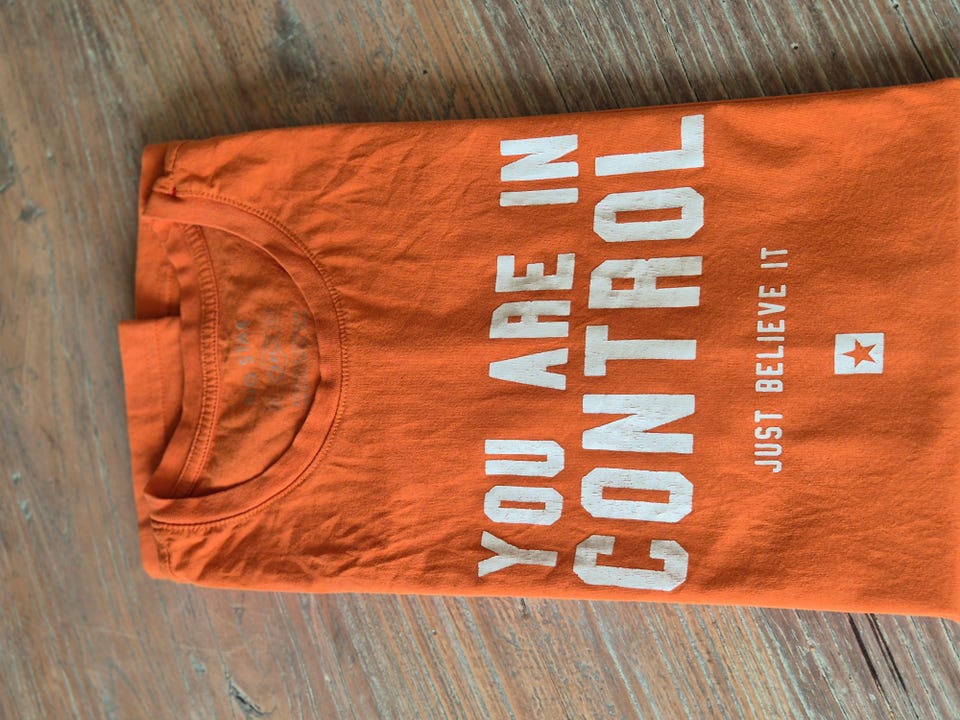 YOU ARE IN
CONTROL
JUST BELIEVE IT